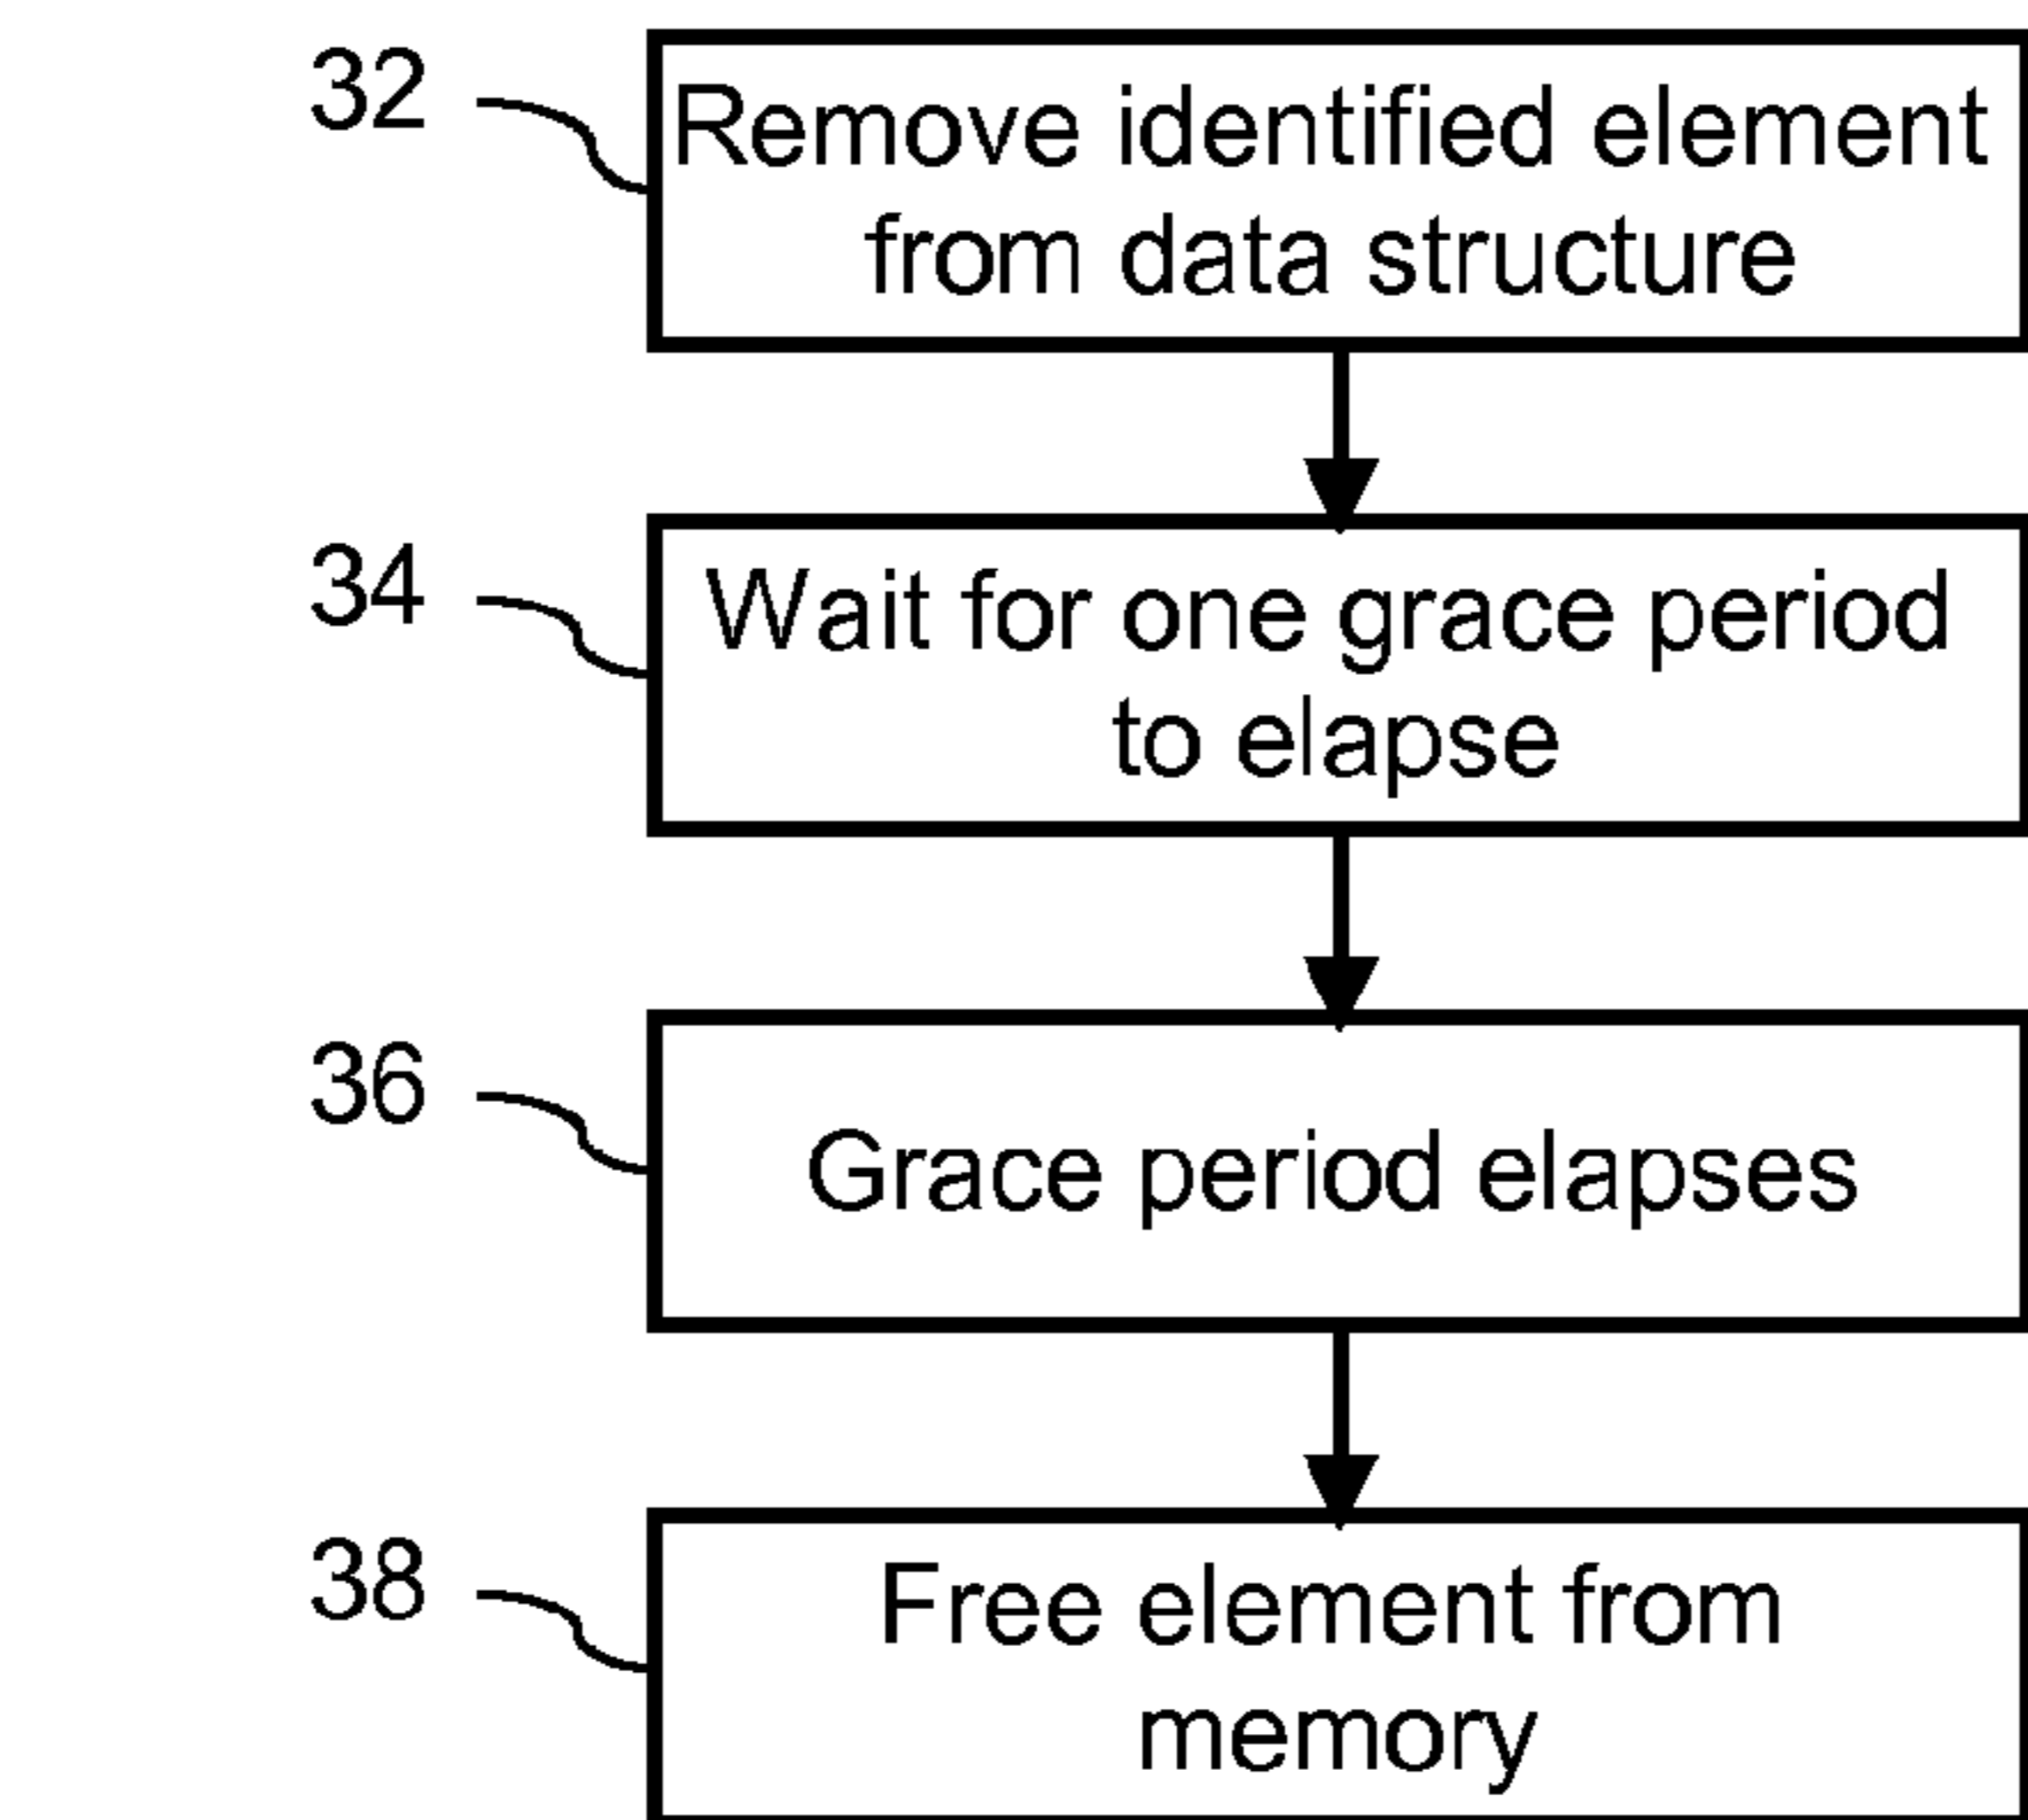 32
Remove identified element
from data structure
34
Wait for one grace period
to elapse
36
Grace period elapses
38
Free element from
memory